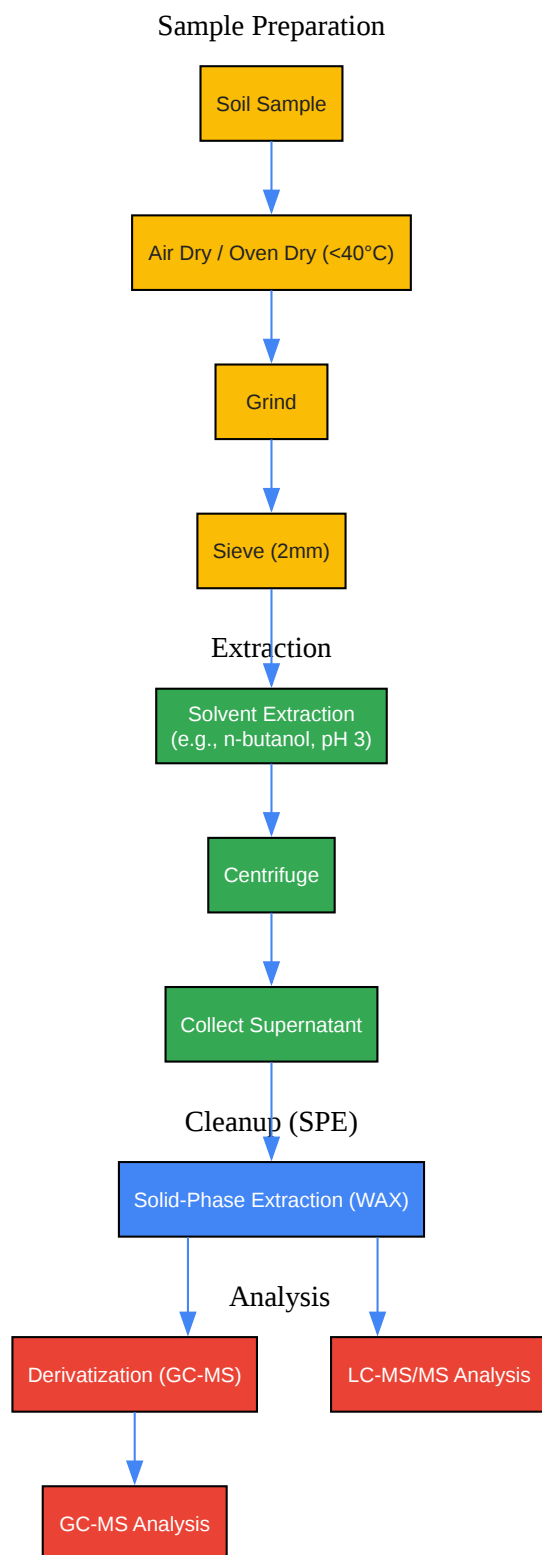 Sample Preparation
Soil Sample
Air Dry / Oven Dry (<40°C)
Grind
Sieve (2mm)
Extraction
Solvent Extraction
(e.g., n-butanol, pH 3)
Centrifuge
Collect Supernatant
Cleanup (SPE)
Solid-Phase Extraction (WAX)
Analysis
Derivatization (GC-MS)
LC-MS/MS Analysis
GC-MS Analysis